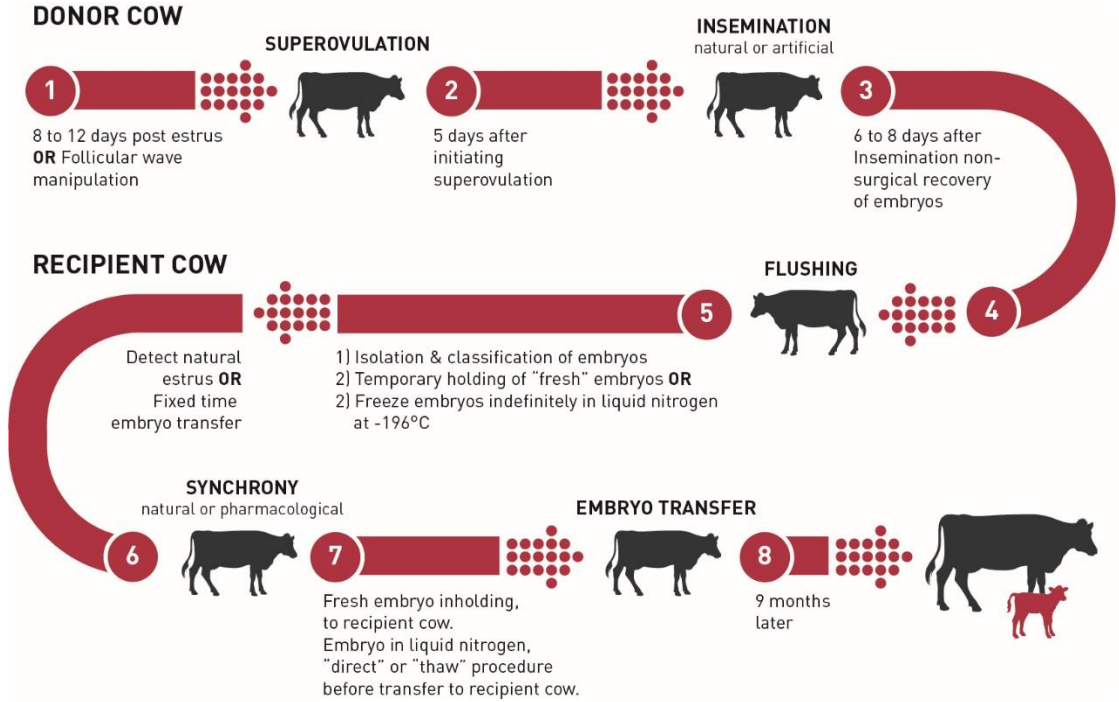 DONOR COW
SUPEROVULATION
INSEMINATION
natural or artificial
1
2
3
8 to 12 days post estrus
OR Follicular wave
manipulation
5 days after
initiating
superovulation
6 to 8 days after
Insemination non-
surgical recovery
of embryos
RECIPIENT COW
FLUSHING
5
4
Detect natural
estrus OR
Fixed time
embryo transfer
1) Isolation & classification of embryos
2) Temporary holding of “fresh” embryos OR
2) Freeze embryos indefinitely in liquid nitrogen
at -196°C
SYNCHRONY
natural or pharmacological
EMBRYO TRANSFER
6
7
8
Fresh embryo inholding,
to recipient cow.
Embryo in liquid nitrogen,
“direct” or “thaw” procedure
before transfer to recipient cow.
9 months
later